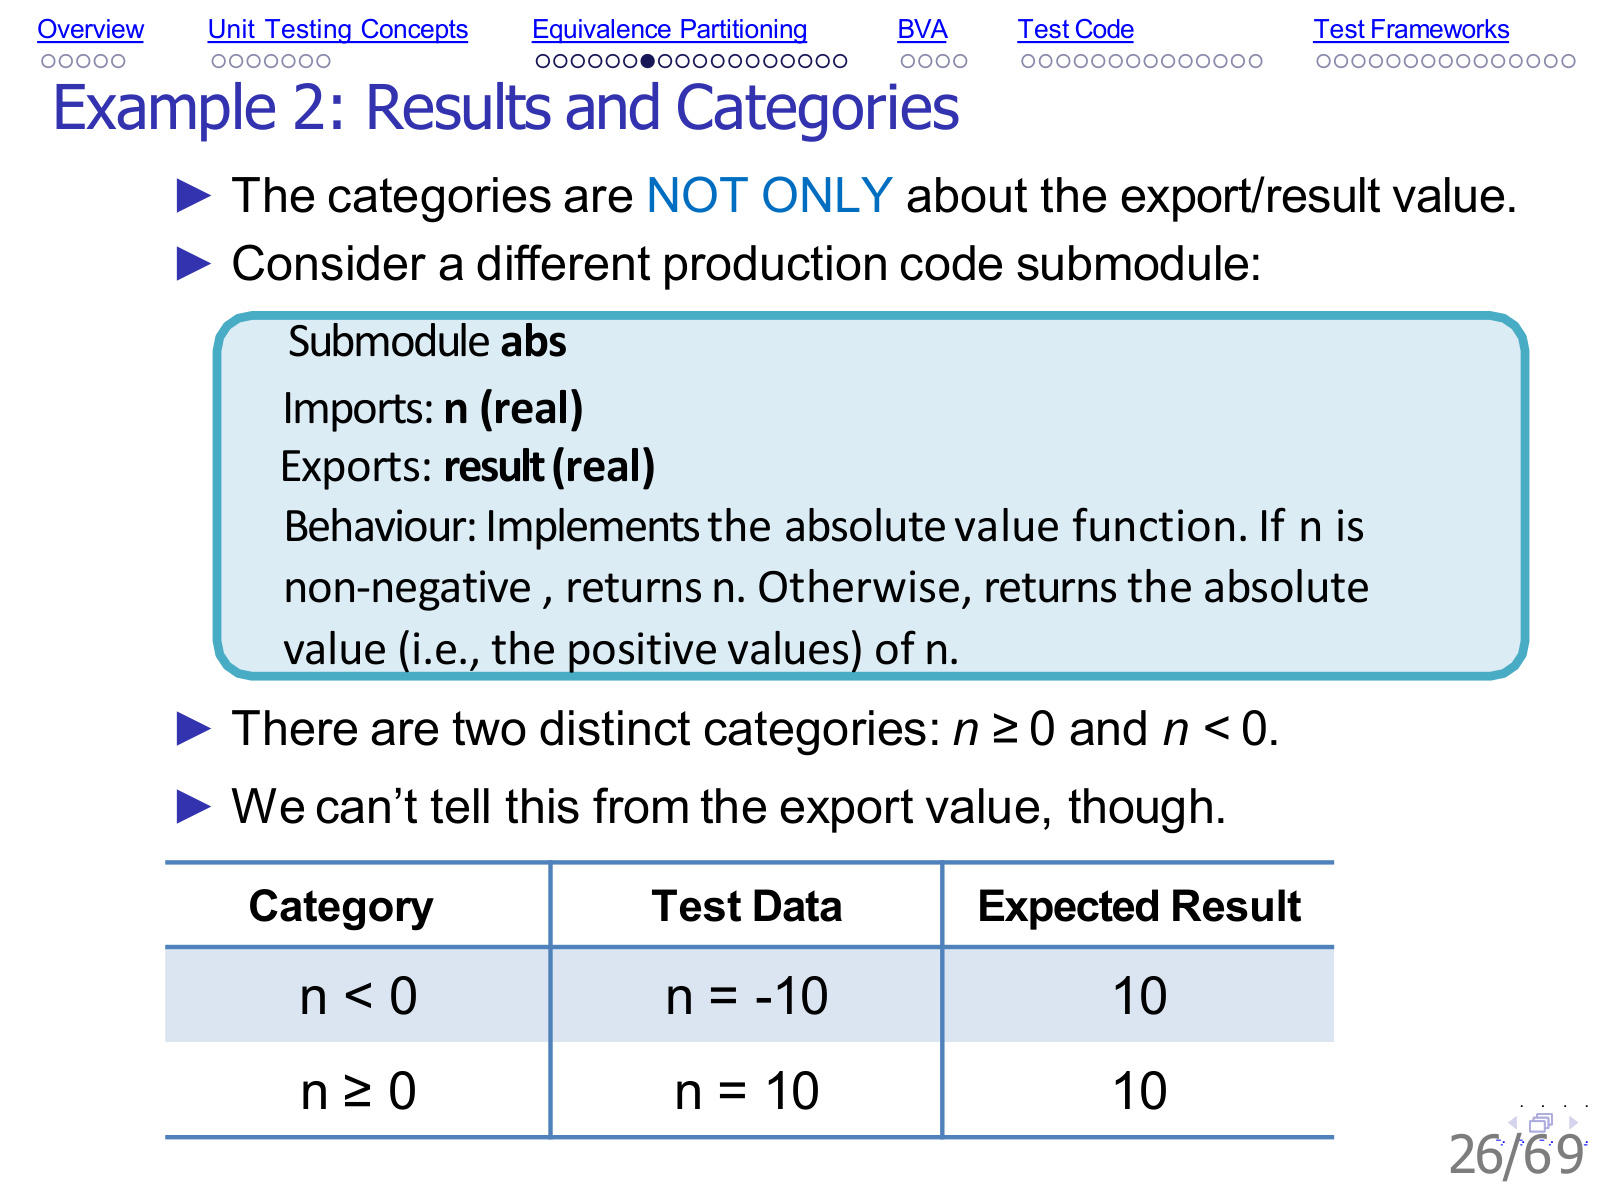 Overview Unit Testing Concepts Equivalence Partitioning BVA Test Code Test Frameworks
Example 2: Results and Categories
The categories are NOT ONLY about the export/result value.
Consider a different production code submodule:
Submodule abs
Imports: n (real)
Exports: result (real)
Behaviour: Implements the absolute value function. If n is
non-negative , returns n. Otherwise, returns the absolute
value (i.e., the positive values) of n.
There are two distinct categories: n ≥ 0 and n < 0.
We can’t tell this from the export value, though.
Category Test Data Expected Result
n < 0 n = -10 10
n ≥ 0 n = 10 10
26/69